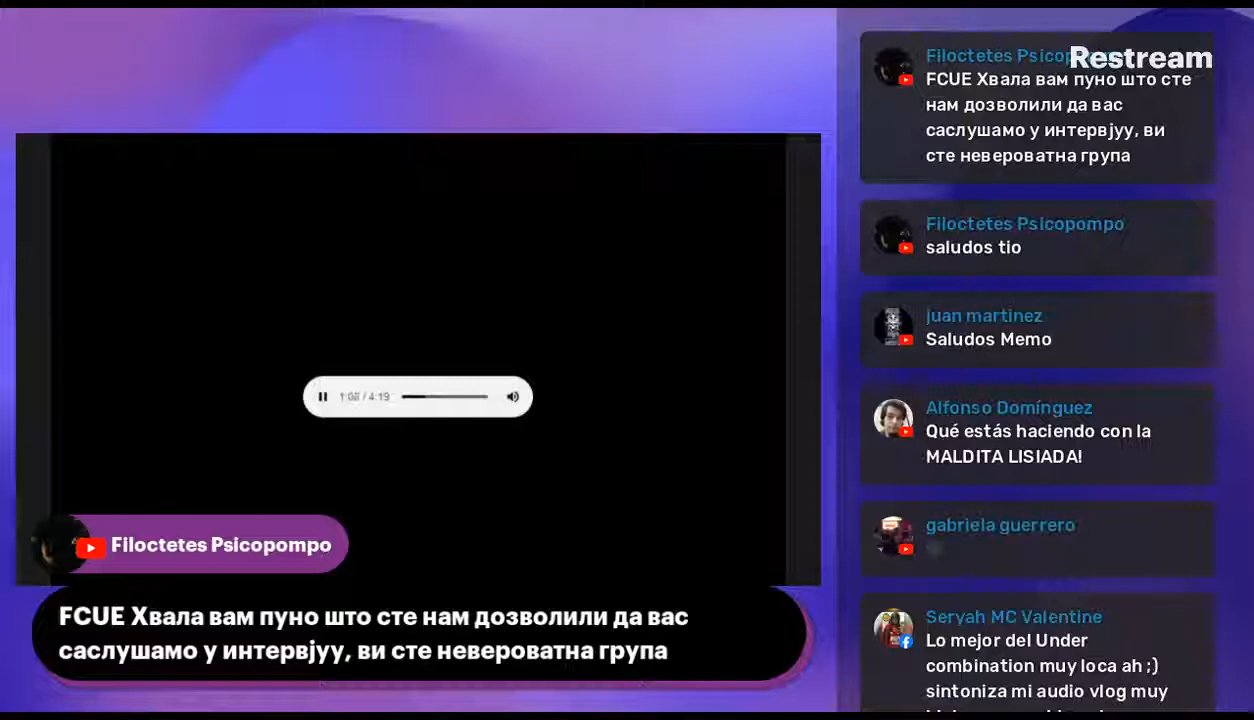 Restream
Filoctetes Psicop
FCUE Хвала вам пуно што сте
нам дозволили да вас
саслушамо у интервјуу, ви
сте невероватна група
Filoctetes Psicopompo
saludos tio
juan martinez
Saludos Memo
Alfonso Domínguez
Qué estás haciendo con la
MALDITA LISIADA!
gabriela guerrero
Seryah MC Valentine
Lo mejor del Under
combination muy loca ah ;)
sintoniza mi audio vlog muy
/ 4:19
Filoctetes Psicopompo
FCUE Хвала вам пуно што сте нам дозволили да вас
саслушамо у интервјуу, ви сте невероватна група